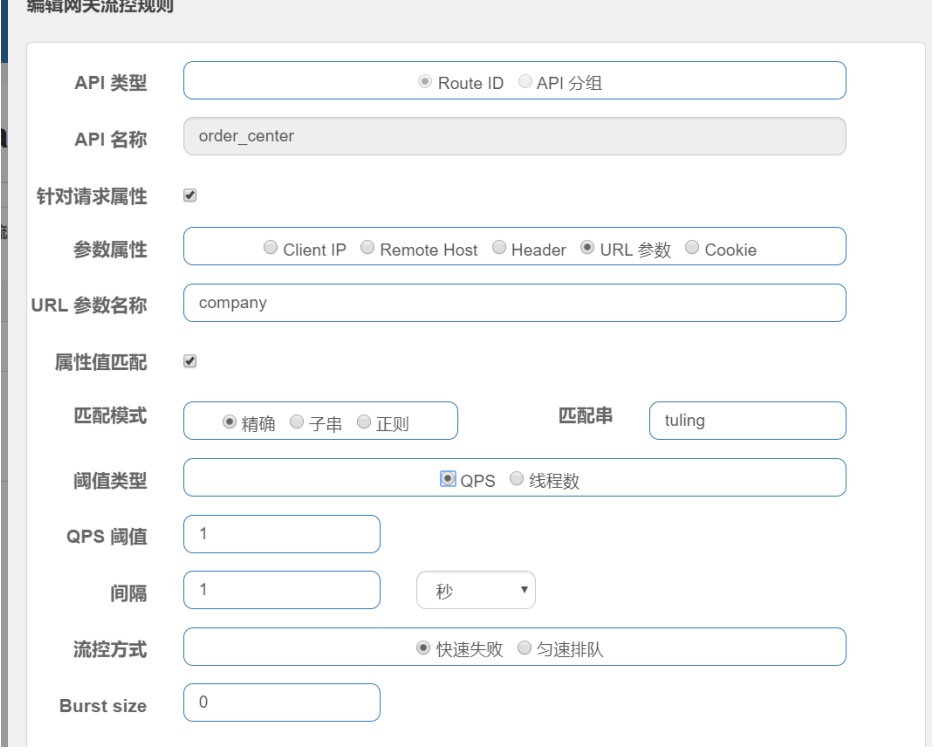 编辑网关流控规则
API 类型 Route ID API 分组
API 名称 order_center
针对请求属性
参数属性 Client IP Remote Host Header URL 参数 Cookie
URL 参数名称 company
属性值匹配
匹配模式 精确 子串 正则 匹配串 tuling
阈值类型 QPS 线程数
QPS 阈值 1
间隔 1 秒
流控方式 快速失败 匀速排队
Burst size 0